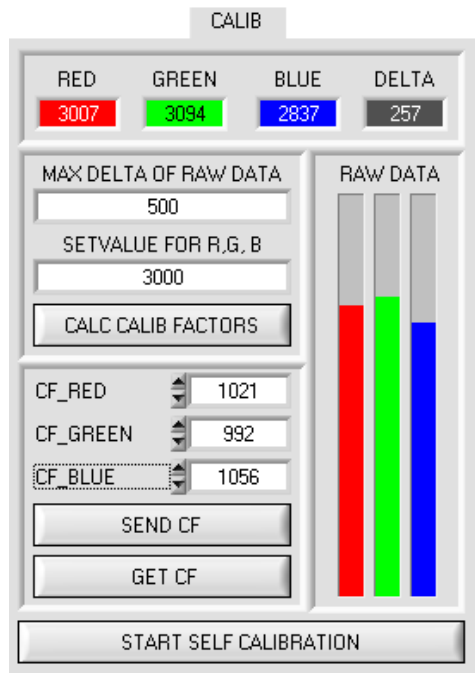 CALIB
RED GREEN BLUE DELTA
3007 3094 2837 257
MAX DELTA OF RAW DATA
500
SETVALUE FOR R,G, B
3000
CALC CALIB FACTORS
RAW DATA
CF_RED 1021
CF_GREEN 992
CF_BLUE 1056
SEND CF
GET CF
START SELF CALIBRATION